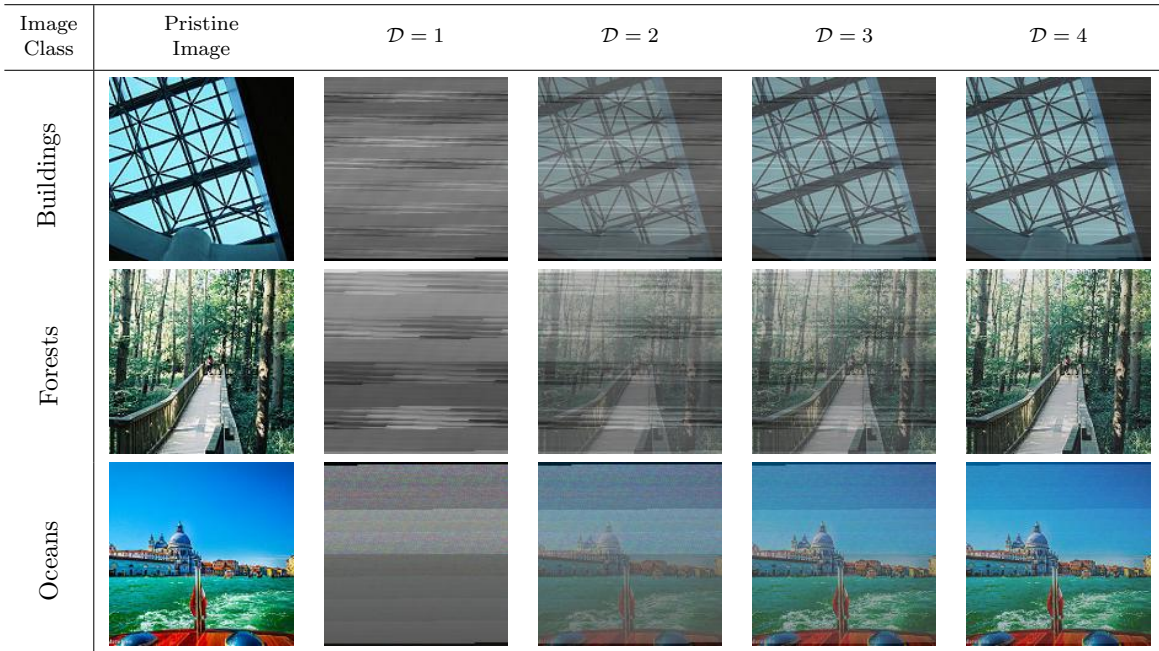 Image Class
Pristine Image
𝒟 = 1
𝒟 = 2
𝒟 = 3
𝒟 = 4
Buildings
Forests
Oceans